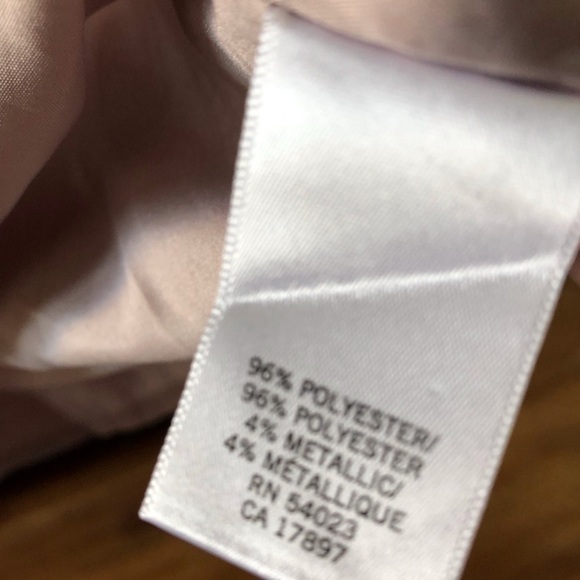 96% POLYESTER/
96% POLYESTER
4% METALLIC/
4% MÉTALLIQUE
RN 54023
CA 17897